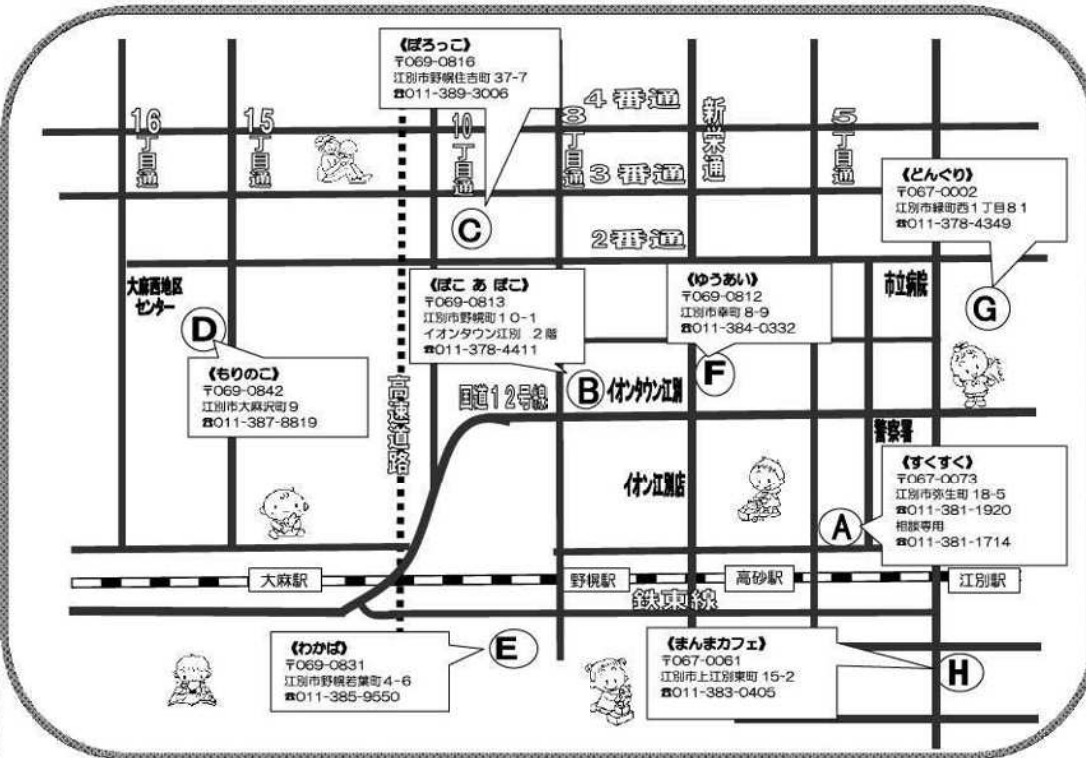 《ぽろっこ》
〒069-0816
江別市野幌住吉町 37-7
☎011-389-3006
16丁目通
15丁目通
10丁目通
8丁目通
4番通
新栄通
5丁目通
3番通
2番通
《どんぐり》
〒067-0002
江別市緑町西1丁目81
☎011-378-4349
C
大麻西地区
センター
《ぽこ あ ぽこ》
〒069-0813
江別市野幌町10-1
イオンタウン江別 2階
☎011-378-4411
《ゆうあい》
〒069-0812
江別市幸町 8-9
☎011-384-0332
市立病院
G
D
《もりのこ》
〒069-0842
江別市大麻沢町9
☎011-387-8819
高速道路
国道12号線
B
イオンタウン江別
F
警察署
イオン江別店
《すくすく》
〒067-0073
江別市弥生町 18-5
☎011-381-1920
相談専用
☎011-381-1714
A
大麻駅
野幌駅
高砂駅
江別駅
鉄東線
《わかば》
〒069-0831
江別市野幌若葉町4-6
☎011-385-9550
E
《まんまカフェ》
〒067-0061
江別市上江別東町 15-2
☎011-383-0405
H